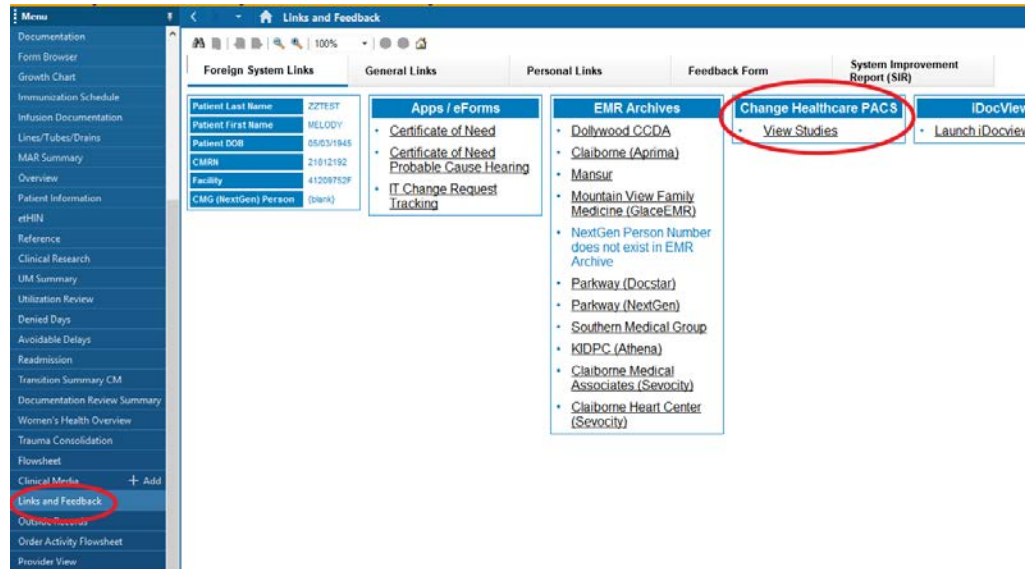 Menu
Links and Feedback
Documentation
Form Browser
Growth Chart
Immunization Schedule
Infusion Documentation
Lines/Tubes/Drains
MAR Summary
Overview
Patient Information
etHIN
Reference
Clinical Research
UM Summary
Utilization Review
Denied Days
Avoidable Delays
Readmission
Transition Summary CM
Documentation Review Summary
Women's Health Overview
Trauma Consolidation
Flowsheet
Clinical Media + Add
Links and Feedback
Outside Records
Order Activity Flowsheet
Provider View
100%
Foreign System Links
General Links
Personal Links
Feedback Form
System Improvement
Report (SIR)
Patient Last Name ZZTEST
Patient First Name MELODY
Patient DOB 05/03/1945
CMRN 21812192
Facility 41209752F
CMG (NextGen) Person (blank)
Apps / eForms
Certificate of Need
Certificate of Need
Probable Cause Hearing
IT Change Request
Tracking
EMR Archives
Dollywood CCDA
Claiborne (Aprima)
Mansur
Mountain View Family
Medicine (GlaceEMR)
NextGen Person Number
does not exist in EMR
Archive
Parkway (Docstar)
Parkway (NextGen)
Southern Medical Group
KIDPC (Athena)
Claiborne Medical
Associates (Sevocity)
Claiborne Heart Center
(Sevocity)
Change Healthcare PACS
View Studies
iDocView
Launch iDocview